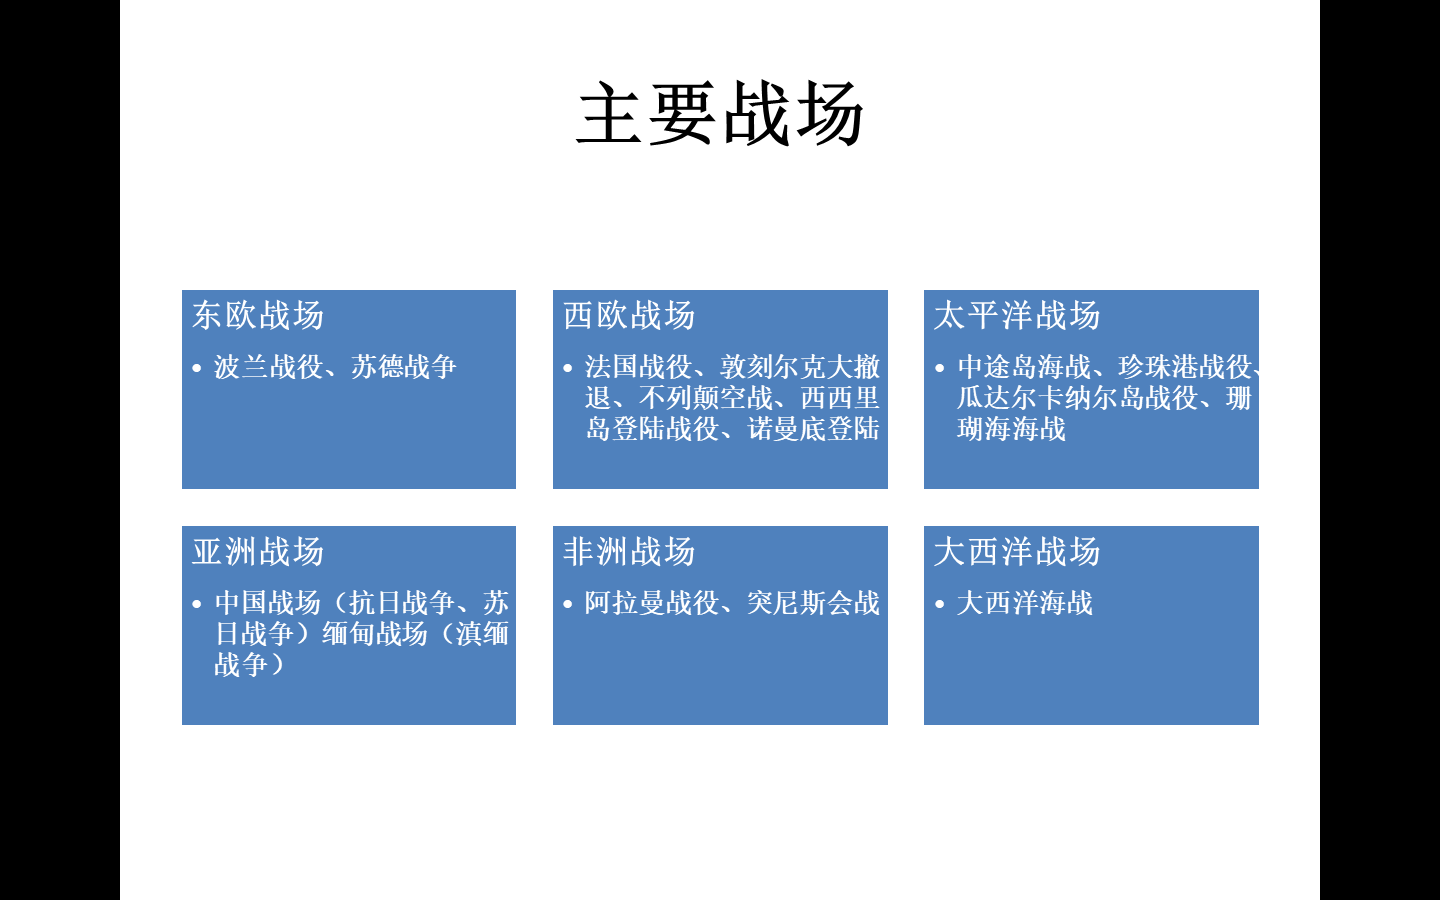 主要战场
东欧战场
• 波兰战役、苏德战争
西欧战场
• 法国战役、敦刻尔克大撤
退、不列颠空战、西西里
岛登陆战役、诺曼底登陆
太平洋战场
• 中途岛海战、珍珠港战役、
瓜达尔卡纳尔岛战役、珊
瑚海海战
亚洲战场
• 中国战场（抗日战争、苏
日战争）缅甸战场（滇缅
战争）
非洲战场
• 阿拉曼战役、突尼斯会战
大西洋战场
• 大西洋海战